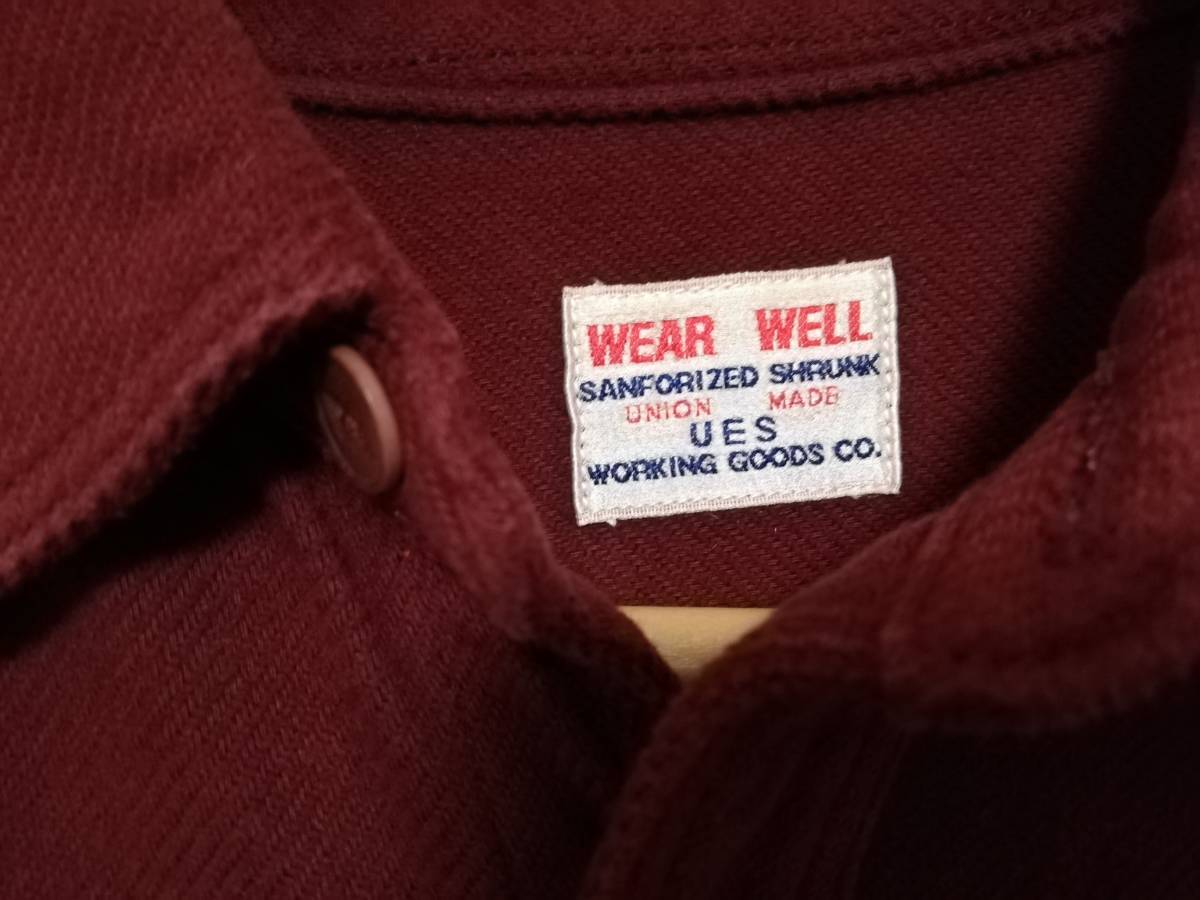 WEAR WELL
SANFORIZED SHRUNK
UNION MADE
UES
WORKING GOODS CO.